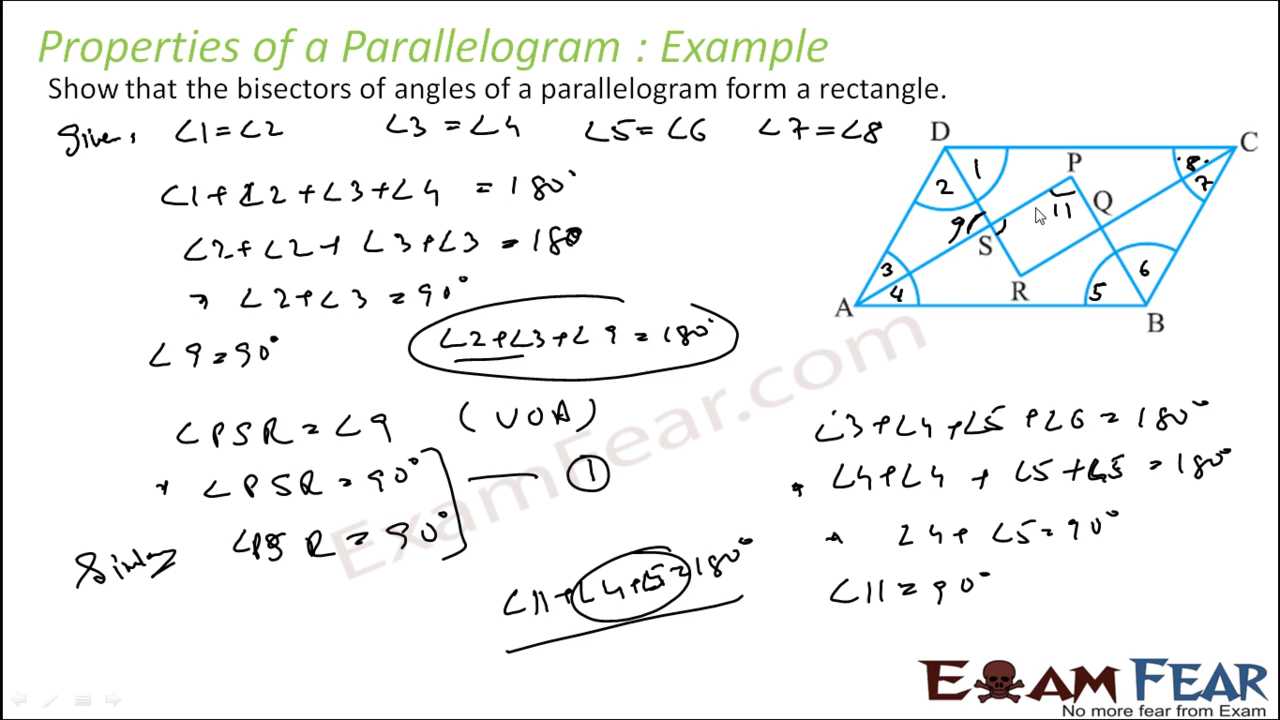 Properties of a Parallelogram : Example
Show that the bisectors of angles of a parallelogram form a rectangle.
Given, ∠1=∠2 ∠3=∠4 ∠5=∠6 ∠7=∠8
∠1+∠2+∠3+∠4 = 180°
∠2+∠2+ ∠3+∠3 = 180
∠2+∠3 = 90°
∠9=90°
∠2+∠3+∠9=180°
∠PSR=∠9 (VOA)
∠PSR=90°
1
R=90°
∠11+∠4+∠5=180°
D
1
2
C
8
7
P
11
Q
9
S
3
4
A
R
5
6
B
∠3+∠4+∠5+∠6=180°
∠4+∠4 + ∠5+∠5=180°
∠4+ ∠5=90°
∠11=90°
ExamFear.com
EXAM FEAR
No more fear from Exam